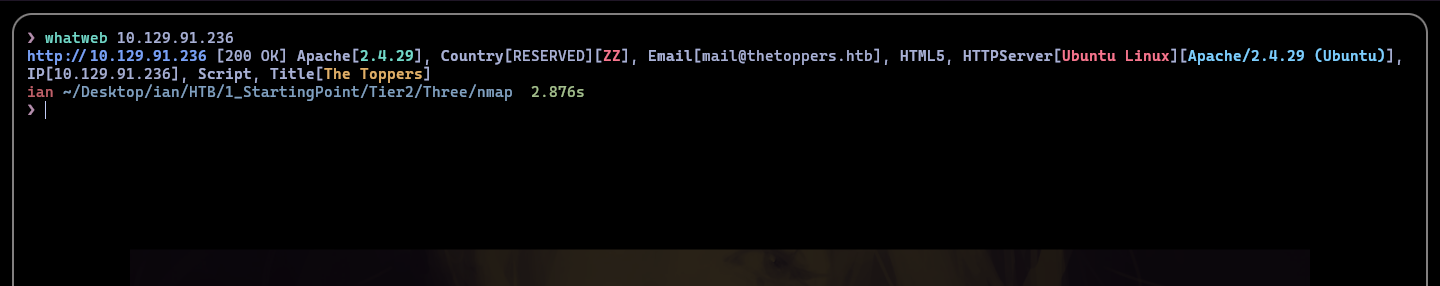 ❯ whatweb 10.129.91.236
http://10.129.91.236 [200 OK] Apache[2.4.29], Country[RESERVED][ZZ], Email[mail@thetoppers.htb], HTML5, HTTPServer[Ubuntu Linux][Apache/2.4.29 (Ubuntu)],
IP[10.129.91.236], Script, Title[The Toppers]
ian ~/Desktop/ian/HTB/1_StartingPoint/Tier2/Three/nmap  2.876s
❯